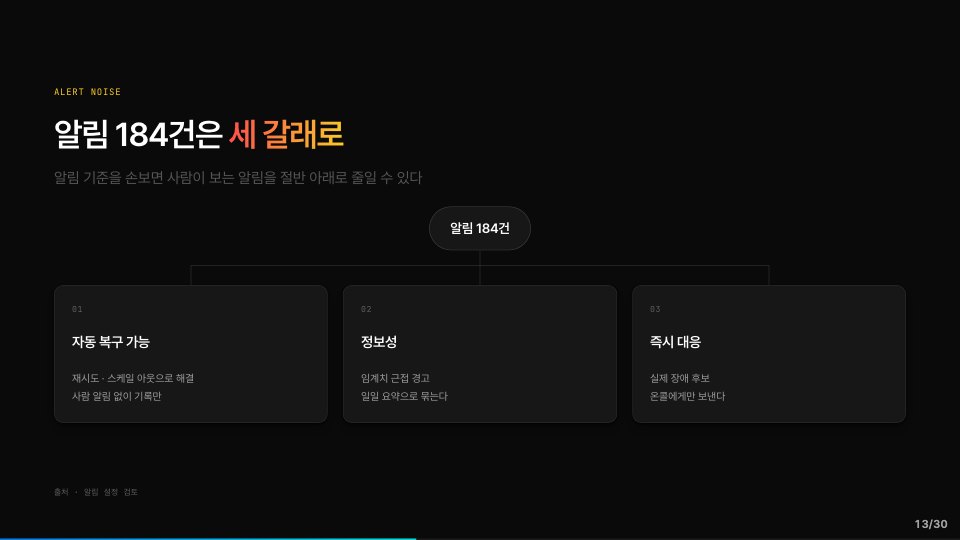 ALERT NOISE
알림 184건은 세 갈래로
알림 기준을 손보면 사람이 보는 알림을 절반 아래로 줄일 수 있다
알림 184건
01
자동 복구 가능
재시도 · 스케일 아웃으로 해결
사람 알림 없이 기록만
02
정보성
임계치 근접 경고
일일 요약으로 묶는다
03
즉시 대응
실제 장애 후보
온콜에게만 보낸다
출처 · 알림 설정 검토
13/30